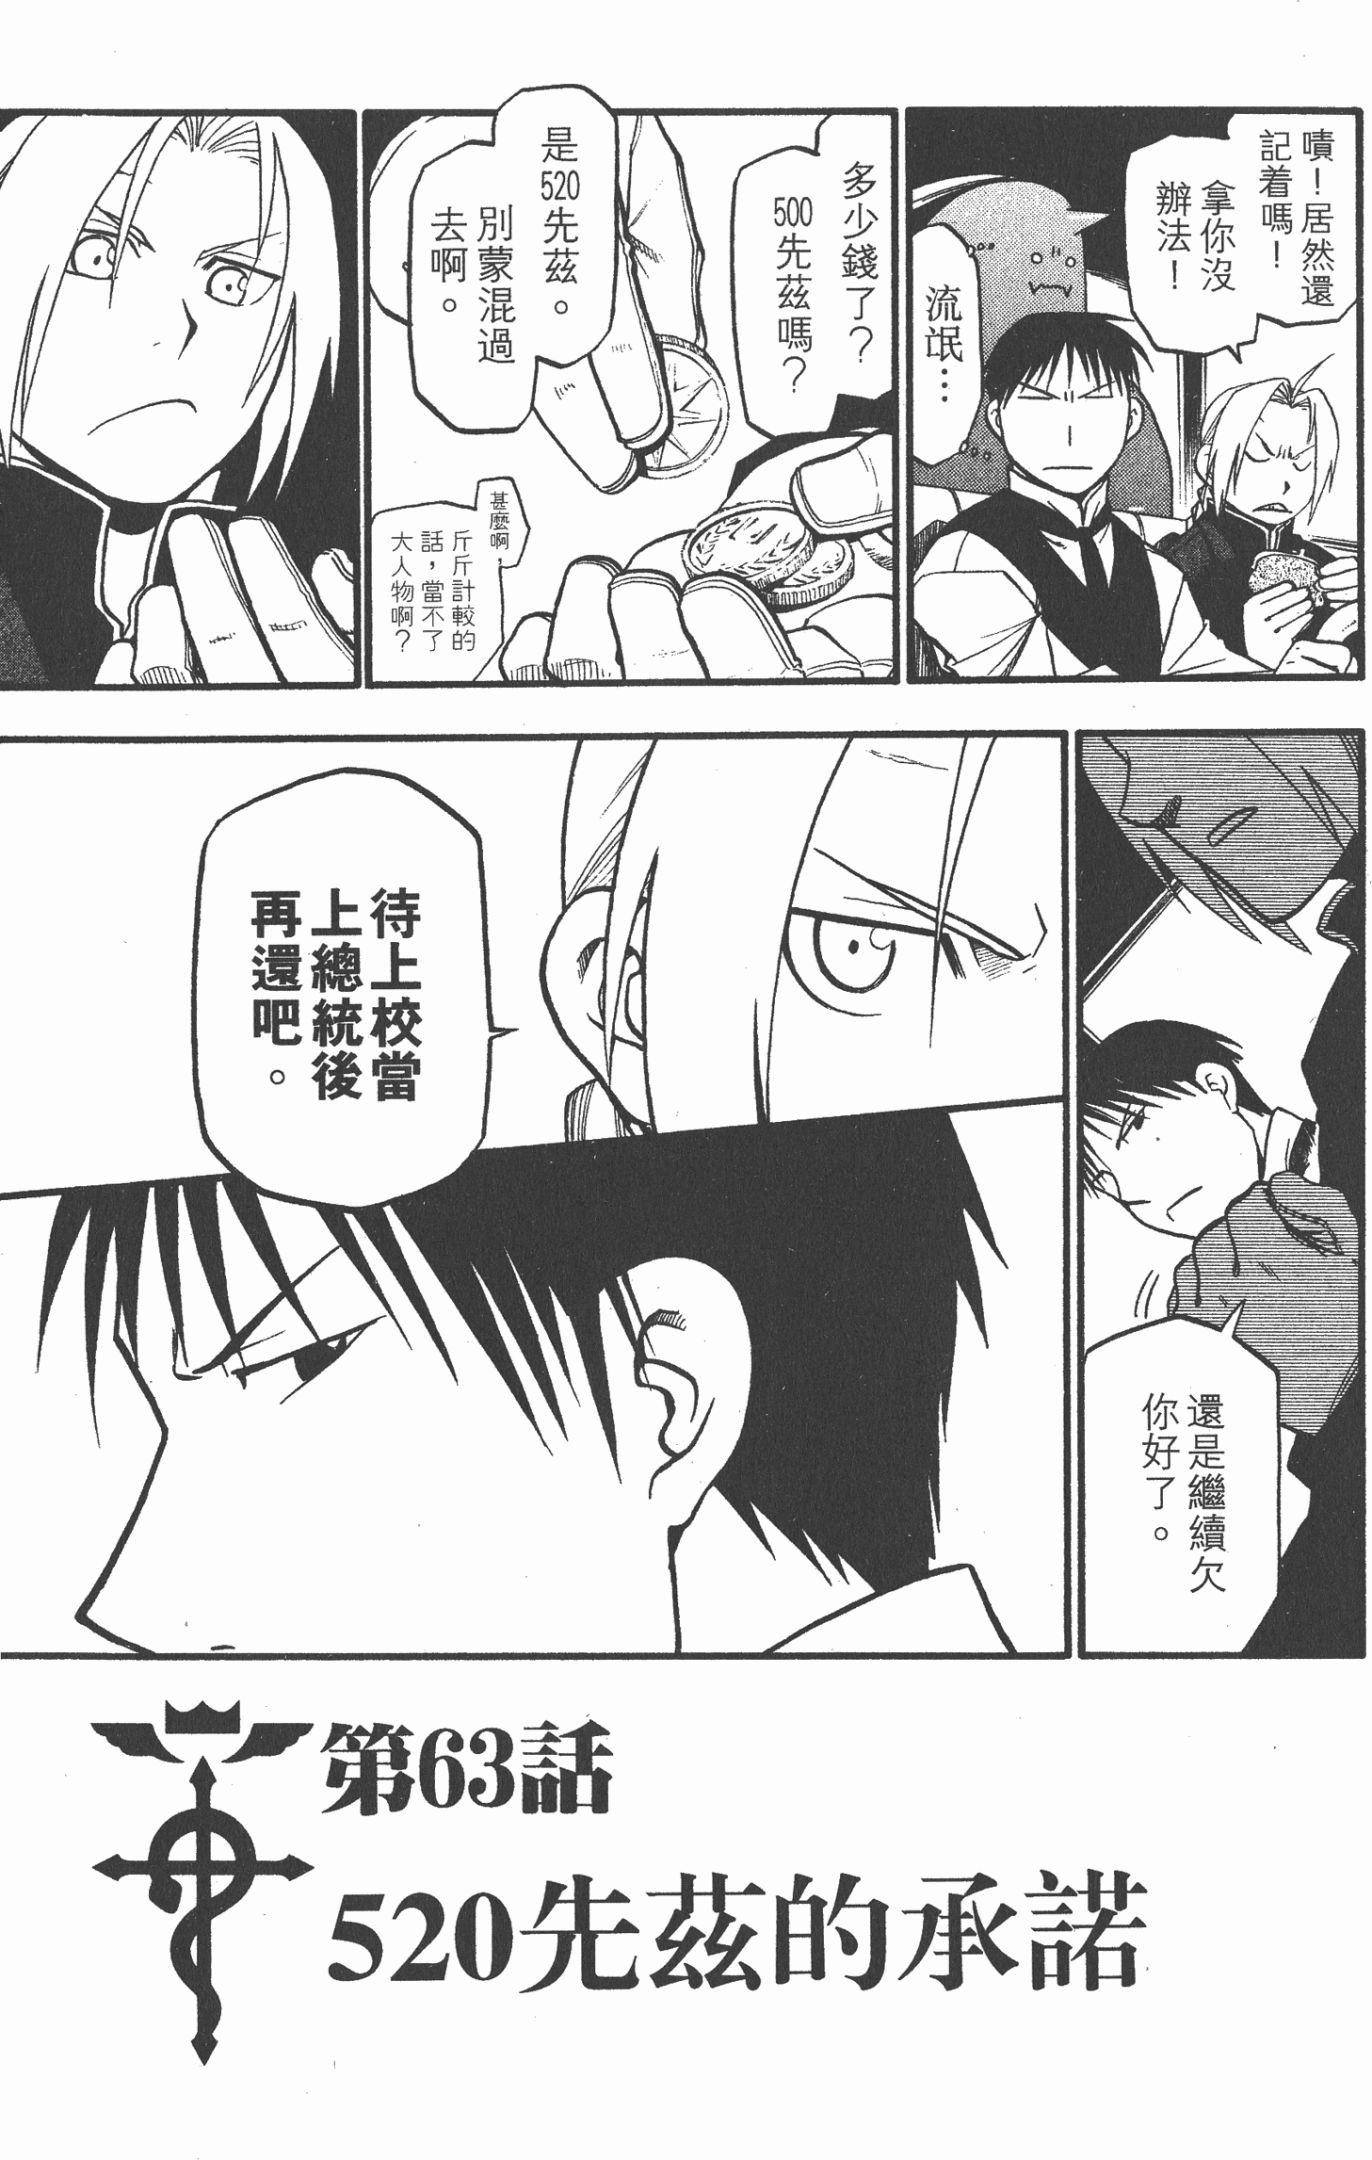 嘖！居然還
記着嗎！
拿你沒
辦法！
流氓…
多少錢了？
500先茲嗎？
是520先茲。
別蒙混過
去啊。
甚麼啊，
斤斤計較的
話，當不了
大人物啊？
還是繼續欠
你好了。
待上校當
上總統後
再還吧。
第63話
520先茲的承諾